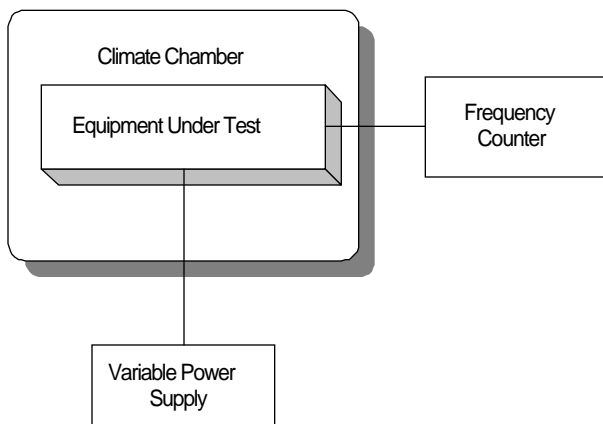 Climate Chamber
Equipment Under Test
Frequency
Counter
Variable Power
Supply